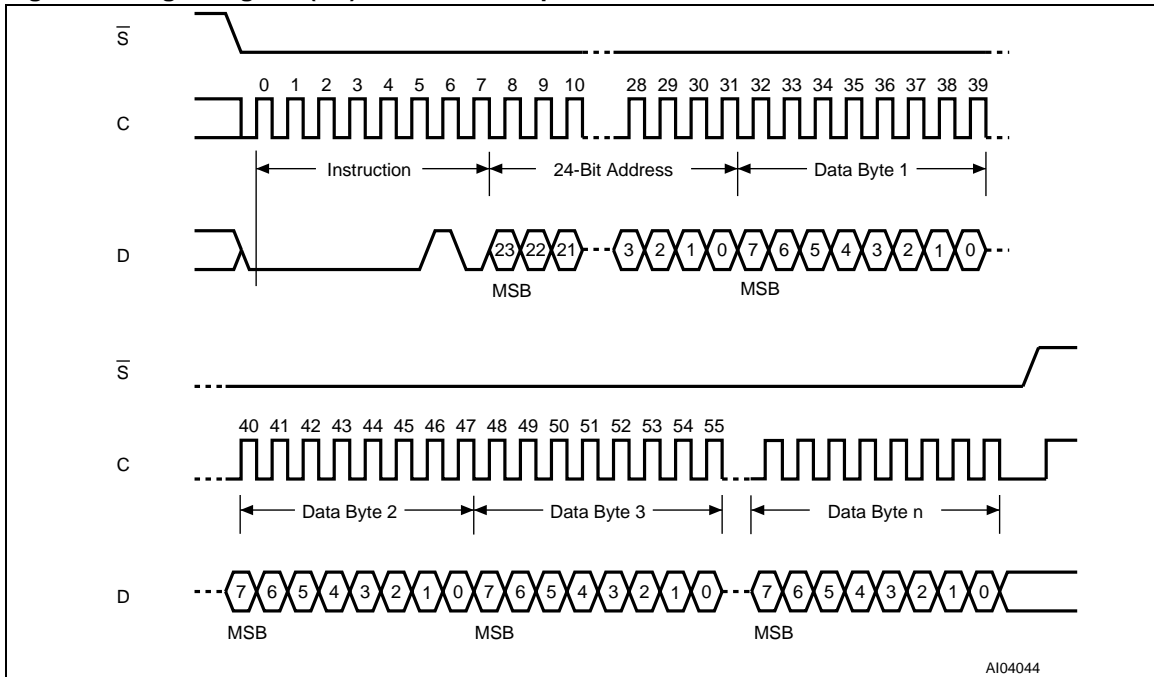 S
0 1 2 3 4 5 6 7 8 9 10 28 29 30 31 32 33 34 35 36 37 38 39
C
Instruction 24-Bit Address Data Byte 1
D 23 22 21 3 2 1 0 7 6 5 4 3 2 1 0
MSB MSB
S
40 41 42 43 44 45 46 47 48 49 50 51 52 53 54 55
C
Data Byte 2 Data Byte 3 Data Byte n
D 7 6 5 4 3 2 1 0 7 6 5 4 3 2 1 0 7 6 5 4 3 2 1 0
MSB MSB MSB
AI04044